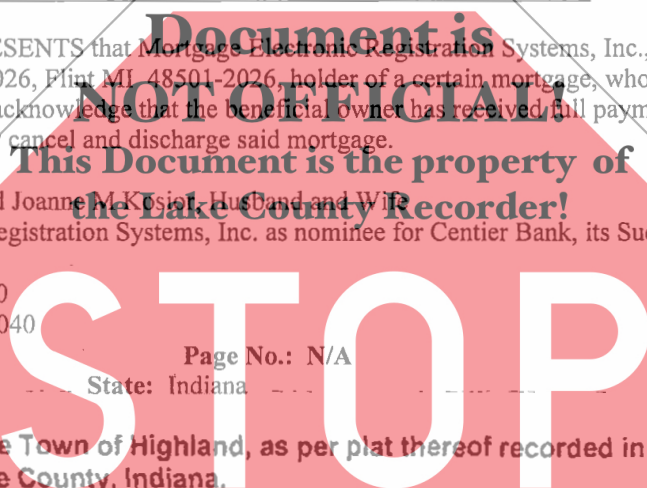 Document is
ESENTS that Mortgage Electronic Registration Systems, Inc.,
026, Flint MI 48501-2026, holder of a certain mortgage, who
NOT OFFICIAL!
acknowledge that the beneficial owner has received full paym
cancel and discharge said mortgage.
This Document is the property of
the Lake County Recorder!
d Joanne M Kosior, Husband and Wife
egistration Systems, Inc. as nominee for Centier Bank, its Suc
0
040
STOP
Page No.: N/A
State: Indiana
e Town of Highland, as per plat thereof recorded in
e County, Indiana.